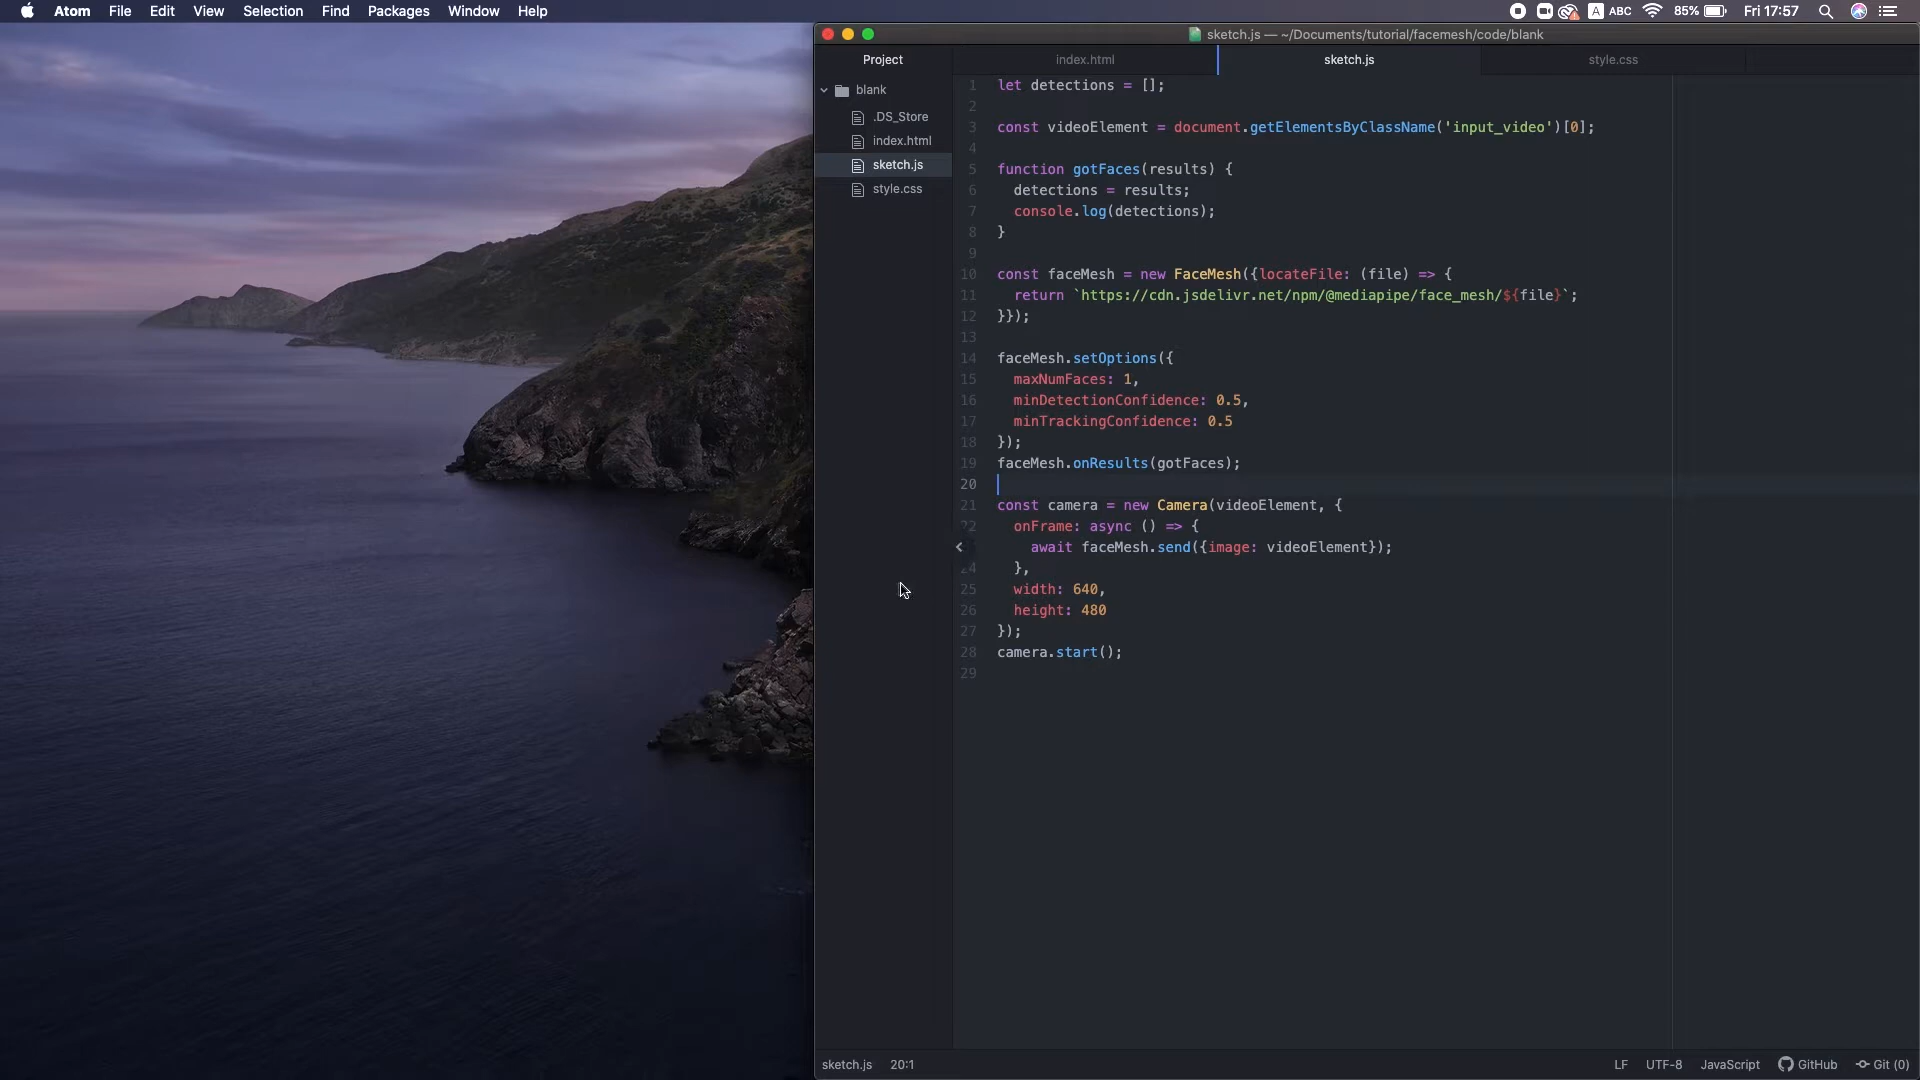 Atom File Edit View Selection Find Packages Window Help
A ABC 85% Fri 17:57
sketch.js — ~/Documents/tutorial/facemesh/code/blank
Project
index.html
sketch.js
style.css
blank
.DS_Store
index.html
sketch.js
style.css
1 let detections = [];
2
3 const videoElement = document.getElementsByClassName('input_video')[0];
4
5 function gotFaces(results) {
6 detections = results;
7 console.log(detections);
8 }
9
10 const faceMesh = new FaceMesh({locateFile: (file) => {
11 return `https://cdn.jsdelivr.net/npm/@mediapipe/face_mesh/${file}`;
12 }});
13
14 faceMesh.setOptions({
15 maxNumFaces: 1,
16 minDetectionConfidence: 0.5,
17 minTrackingConfidence: 0.5
18 });
19 faceMesh.onResults(gotFaces);
20
21 const camera = new Camera(videoElement, {
22 onFrame: async () => {
await faceMesh.send({image: videoElement});
24 },
25 width: 640,
26 height: 480
27 });
28 camera.start();
29
sketch.js 20:1
LF UTF-8 JavaScript GitHub Git (0)